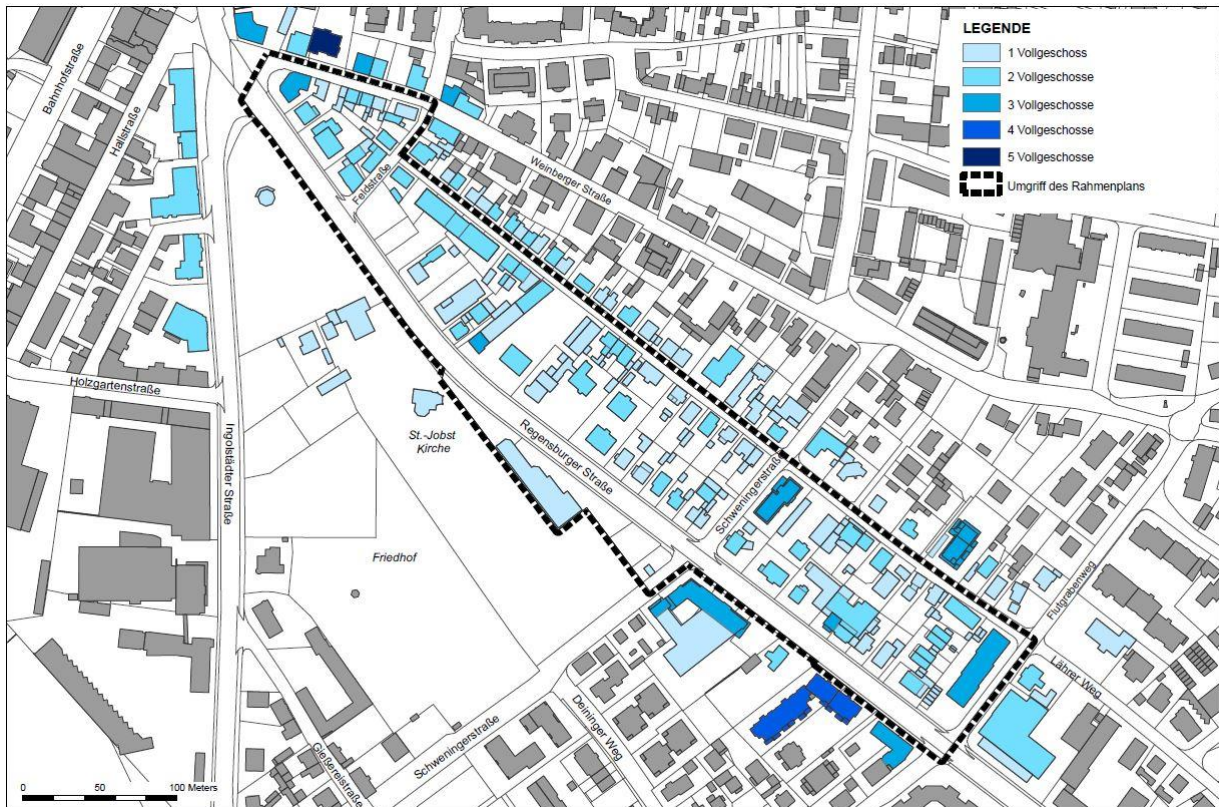 LEGENDE
1 Vollgeschoss
2 Vollgeschosse
3 Vollgeschosse
4 Vollgeschosse
5 Vollgeschosse
Umgriff des Rahmenplans
Bahnhofstraße
Hallstraße
Weinberger Straße
Feldstraße
Holzgartenstraße
Ingolstädter Straße
St.-Jobst
Kirche
Regensburger Straße
Schweningerstraße
Friedhof
Flutgrabenweg
Lährer Weg
Deininger Weg
Schweningerstraße
Gießereistraße
0 50 100 Meters